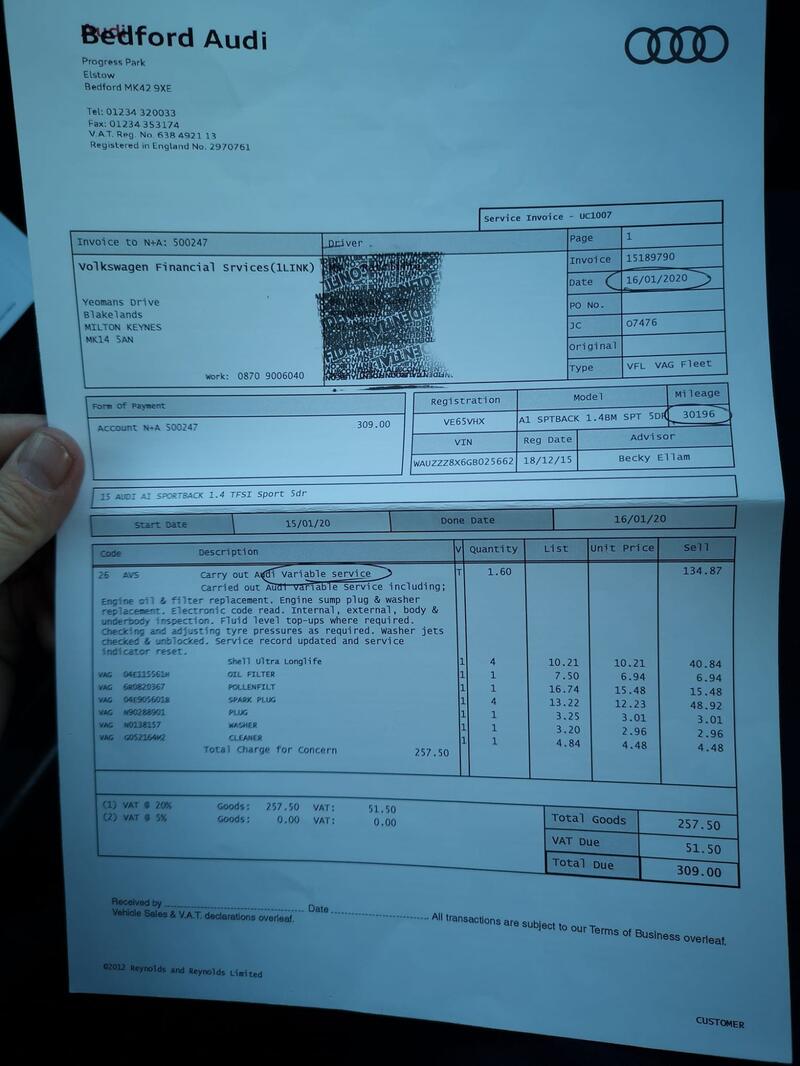 Audi
Bedford Audi
Progress Park
Elstow
Bedford MK42 9XE
Tel: 01234 320033
Fax: 01234 353174
V.A.T. Reg. No. 638 4921 13
Registered in England No. 2970761
Service Invoice - UC1007
Invoice to N+A: 500247
Driver .
Page 1
Volkswagen Financial Srvices(1LINK)
Invoice 15189790
Date 16/01/2020
Yeomans Drive
Blakelands
MILTON KEYNES
MK14 5AN
PO No.
JC 07476
Original
Work: 0870 9006040
Type VFL VAG Fleet
Form of Payment
Account N+A 500247 309.00
Registration Model Mileage
VE65VHX A1 SPTBACK 1.4BM SPT 5DR 30196
VIN Reg Date Advisor
WAUZZZ8X6GB025662 18/12/15 Becky Ellam
15 AUDI A1 SPORTBACK 1.4 TFSI Sport 5dr
Start Date 15/01/20 Done Date 16/01/20
Code Description V Quantity List Unit Price Sell
26 AVS Carry out Audi Variable service T 1.60 134.87
Carried out Audi Variable Service including;
Engine oil & filter replacement. Engine sump plug & washer
replacement. Electronic code read. Internal, external, body &
underbody inspection. Fluid level top-ups where required.
Checking and adjusting tyre pressures as required. Washer jets
checked & unblocked. Service record updated and service
indicator reset.
Shell Ultra Longlife 1 4 10.21 10.21 40.84
VAG 04E115561H OIL FILTER 1 1 7.50 6.94 6.94
VAG 6R0820367 POLLENFILT 1 1 16.74 15.48 15.48
VAG 04E905601B SPARK PLUG 1 4 13.22 12.23 48.92
VAG N90288901 PLUG 1 1 3.25 3.01 3.01
VAG N0138157 WASHER 1 1 3.20 2.96 2.96
VAG G052164M2 CLEANER 1 1 4.84 4.48 4.48
Total Charge for Concern 257.50
(1) VAT @ 20% Goods: 257.50 VAT: 51.50
(2) VAT @ 5% Goods: 0.00 VAT: 0.00
Total Goods 257.50
VAT Due 51.50
Total Due 309.00
Received by Date All transactions are subject to our Terms of Business overleaf.
Vehicle Sales & V.A.T. declarations overleaf.
©2012 Reynolds and Reynolds Limited
CUSTOMER